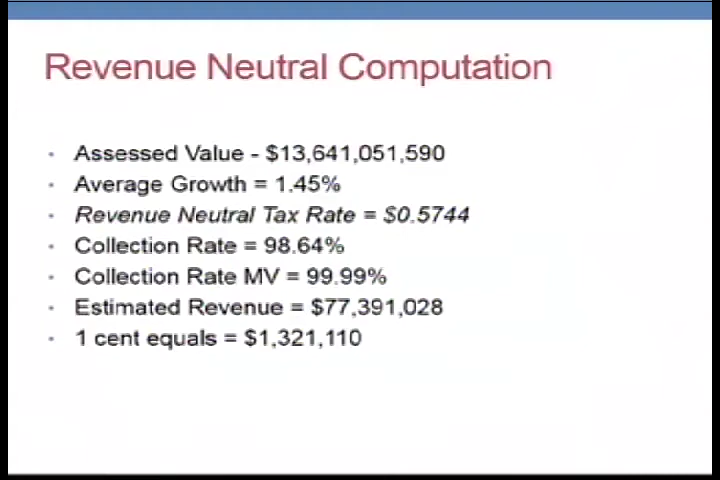 Revenue Neutral Computation
• Assessed Value - $13,641,051,590
• Average Growth = 1.45%
• Revenue Neutral Tax Rate = $0.5744
• Collection Rate = 98.64%
• Collection Rate MV = 99.99%
• Estimated Revenue = $77,391,028
• 1 cent equals = $1,321,110